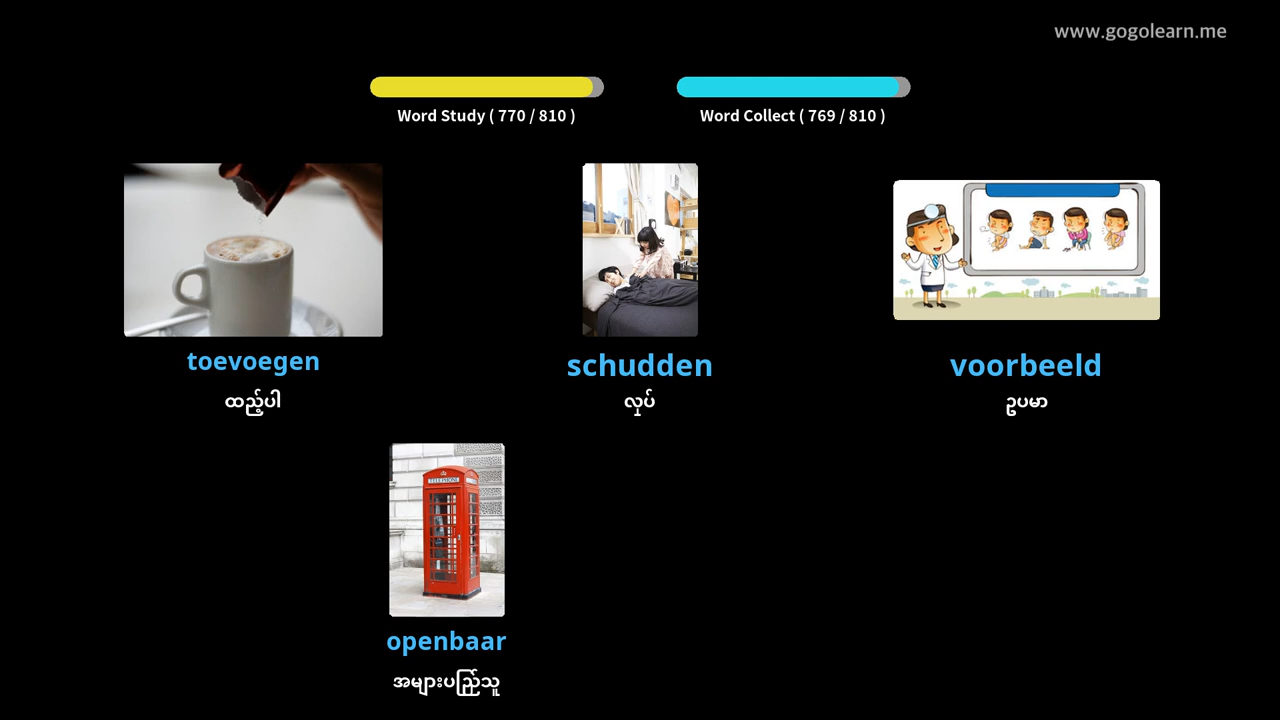 www.gogolearn.me
Word Study ( 770 / 810 )
Word Collect ( 769 / 810 )
toevoegen
ထည့်ပါ
schudden
လှုပ်
voorbeeld
ဥပမာ
TELEPHONE
openbaar
အများပြည်သူ